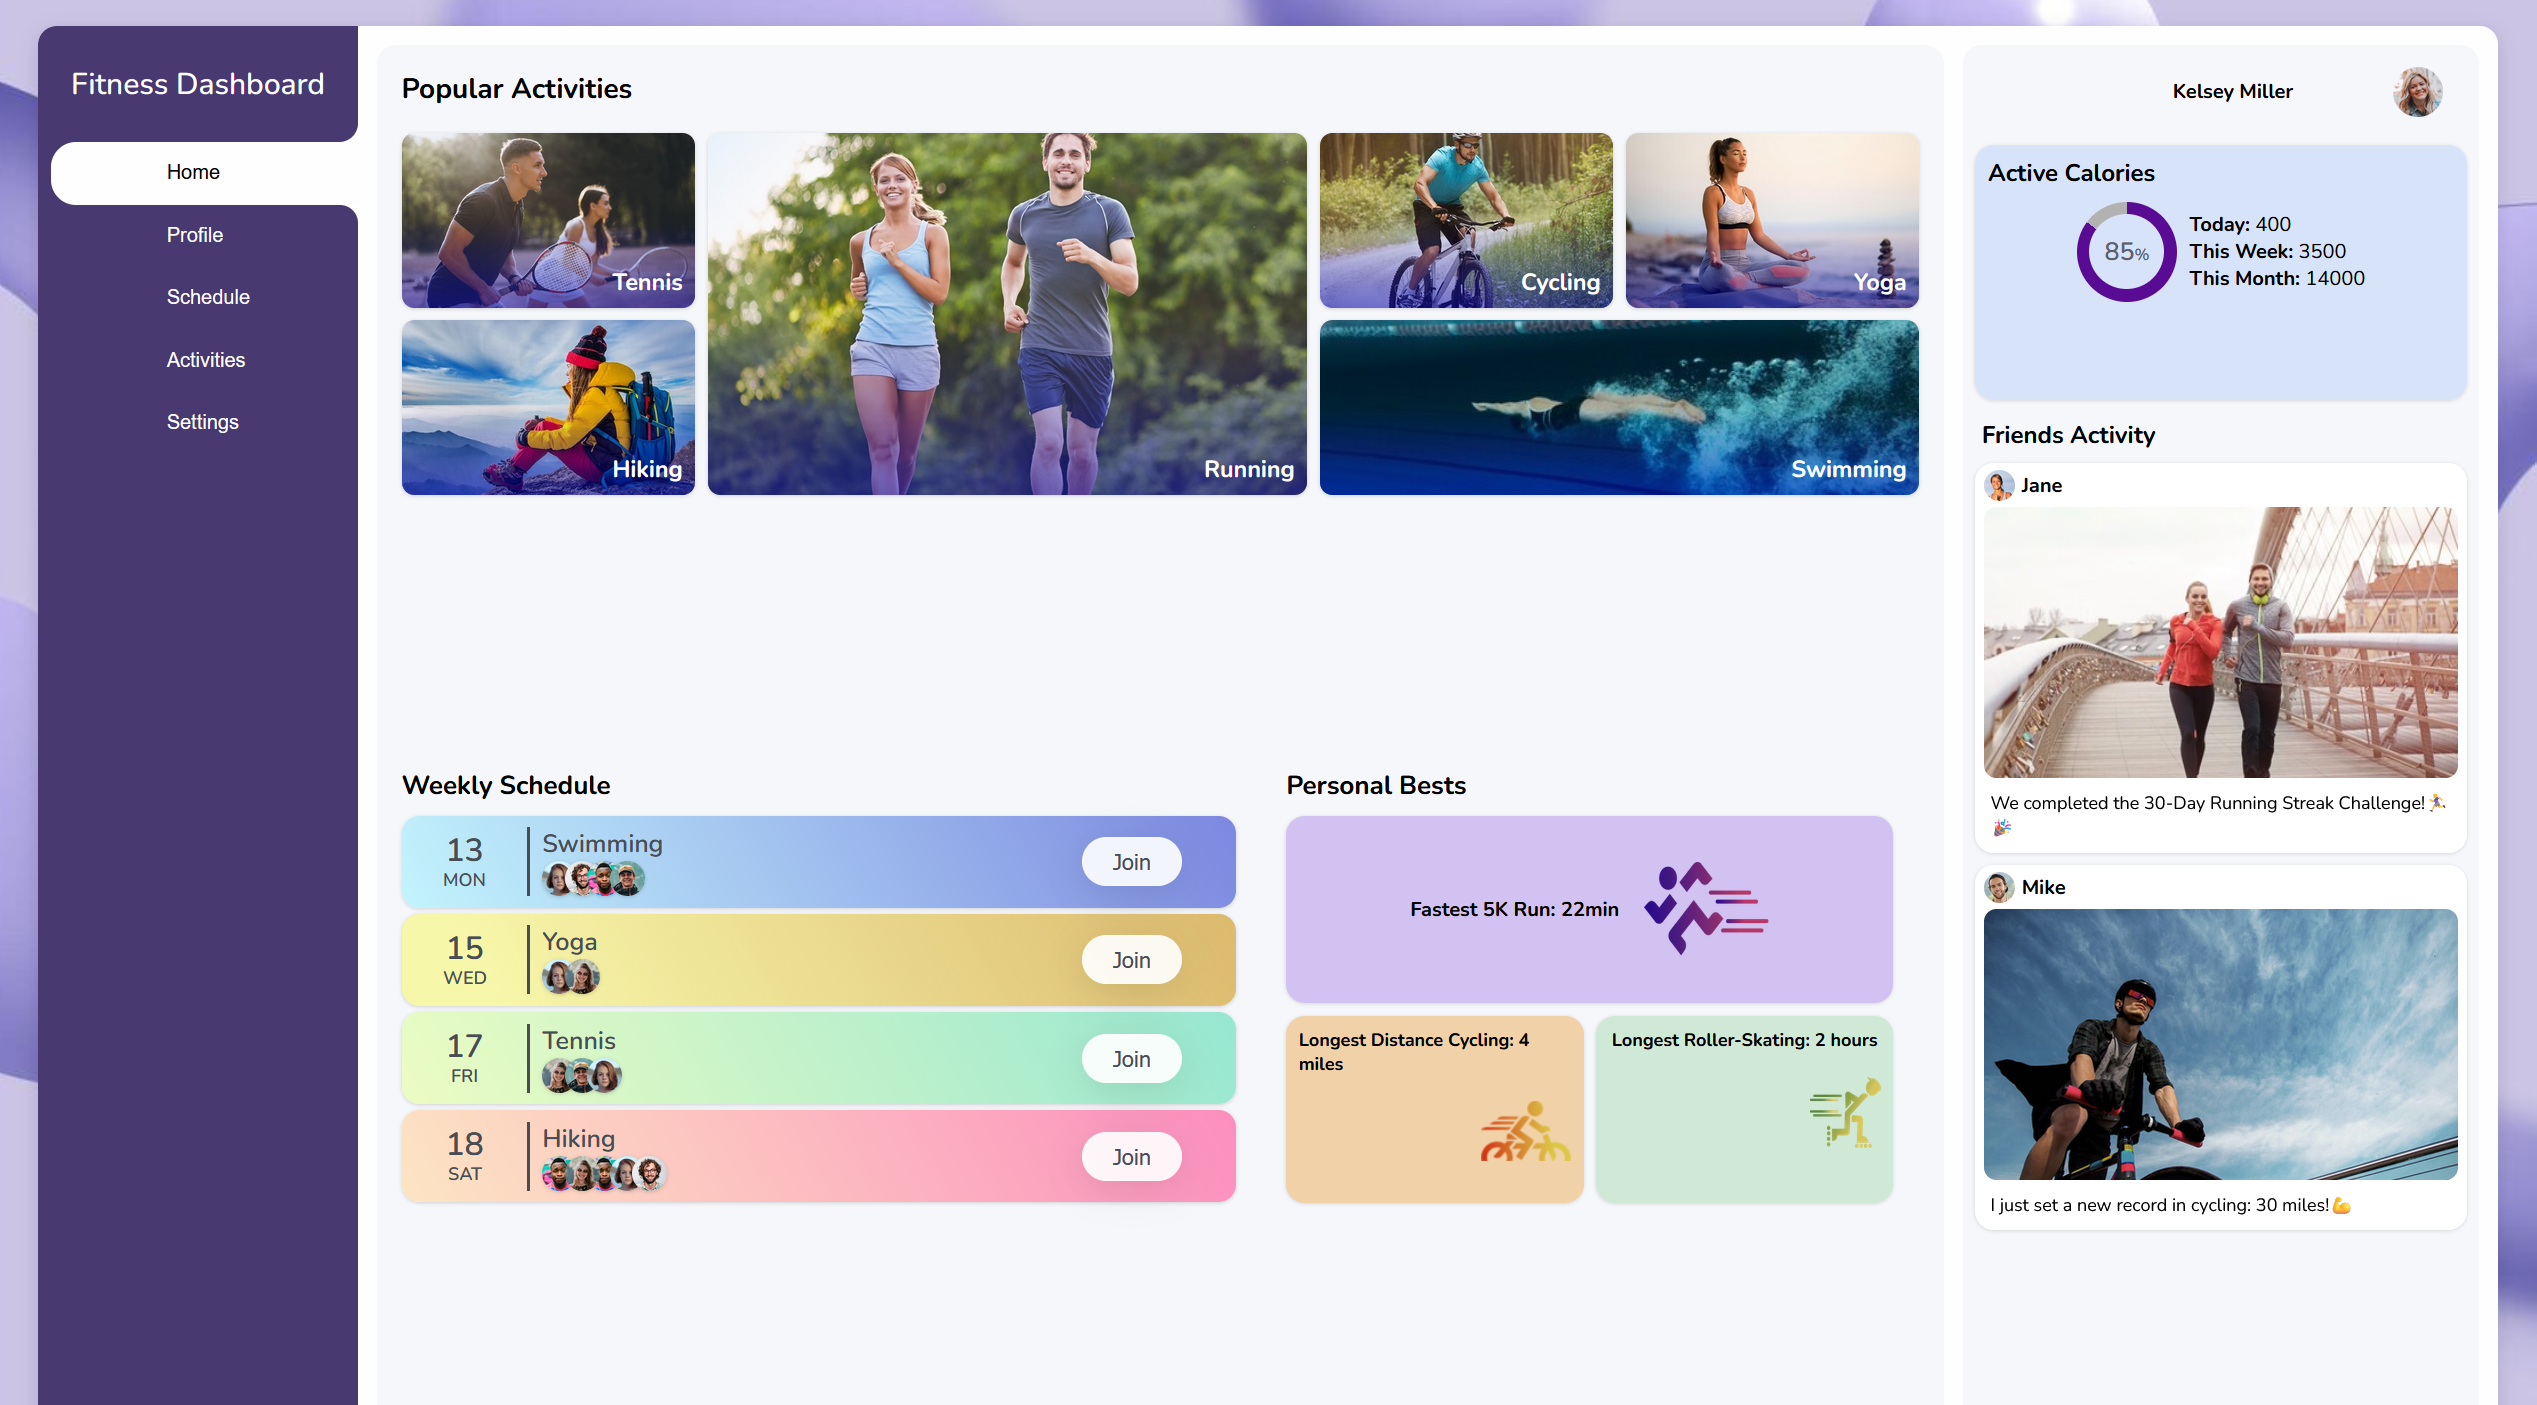 Fitness Dashboard
Home
Profile
Schedule
Activities
Settings
Popular Activities
Tennis
Hiking
Running
Cycling
Yoga
Swimming
Weekly Schedule
13
MON
Swimming
Join
15
WED
Yoga
Join
17
FRI
Tennis
Join
18
SAT
Hiking
Join
Personal Bests
Fastest 5K Run: 22min
Longest Distance Cycling: 4
miles
Longest Roller-Skating: 2 hours
Kelsey Miller
Active Calories
85%
Today: 400
This Week: 3500
This Month: 14000
Friends Activity
Jane
We completed the 30-Day Running Streak Challenge!🏃‍♀️
🎉
Mike
I just set a new record in cycling: 30 miles!💪